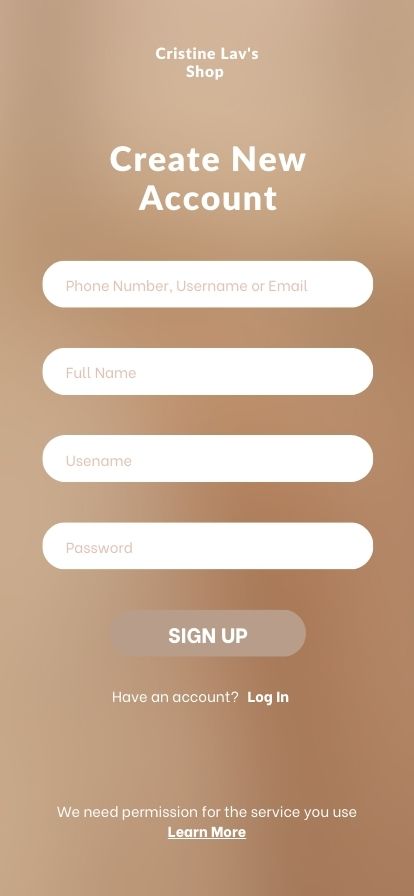 Cristine Lav's
Shop
Create New
Account
Phone Number, Username or Email
Full Name
Usename
Password
SIGN UP
Have an account? Log In
We need permission for the service you use
Learn More